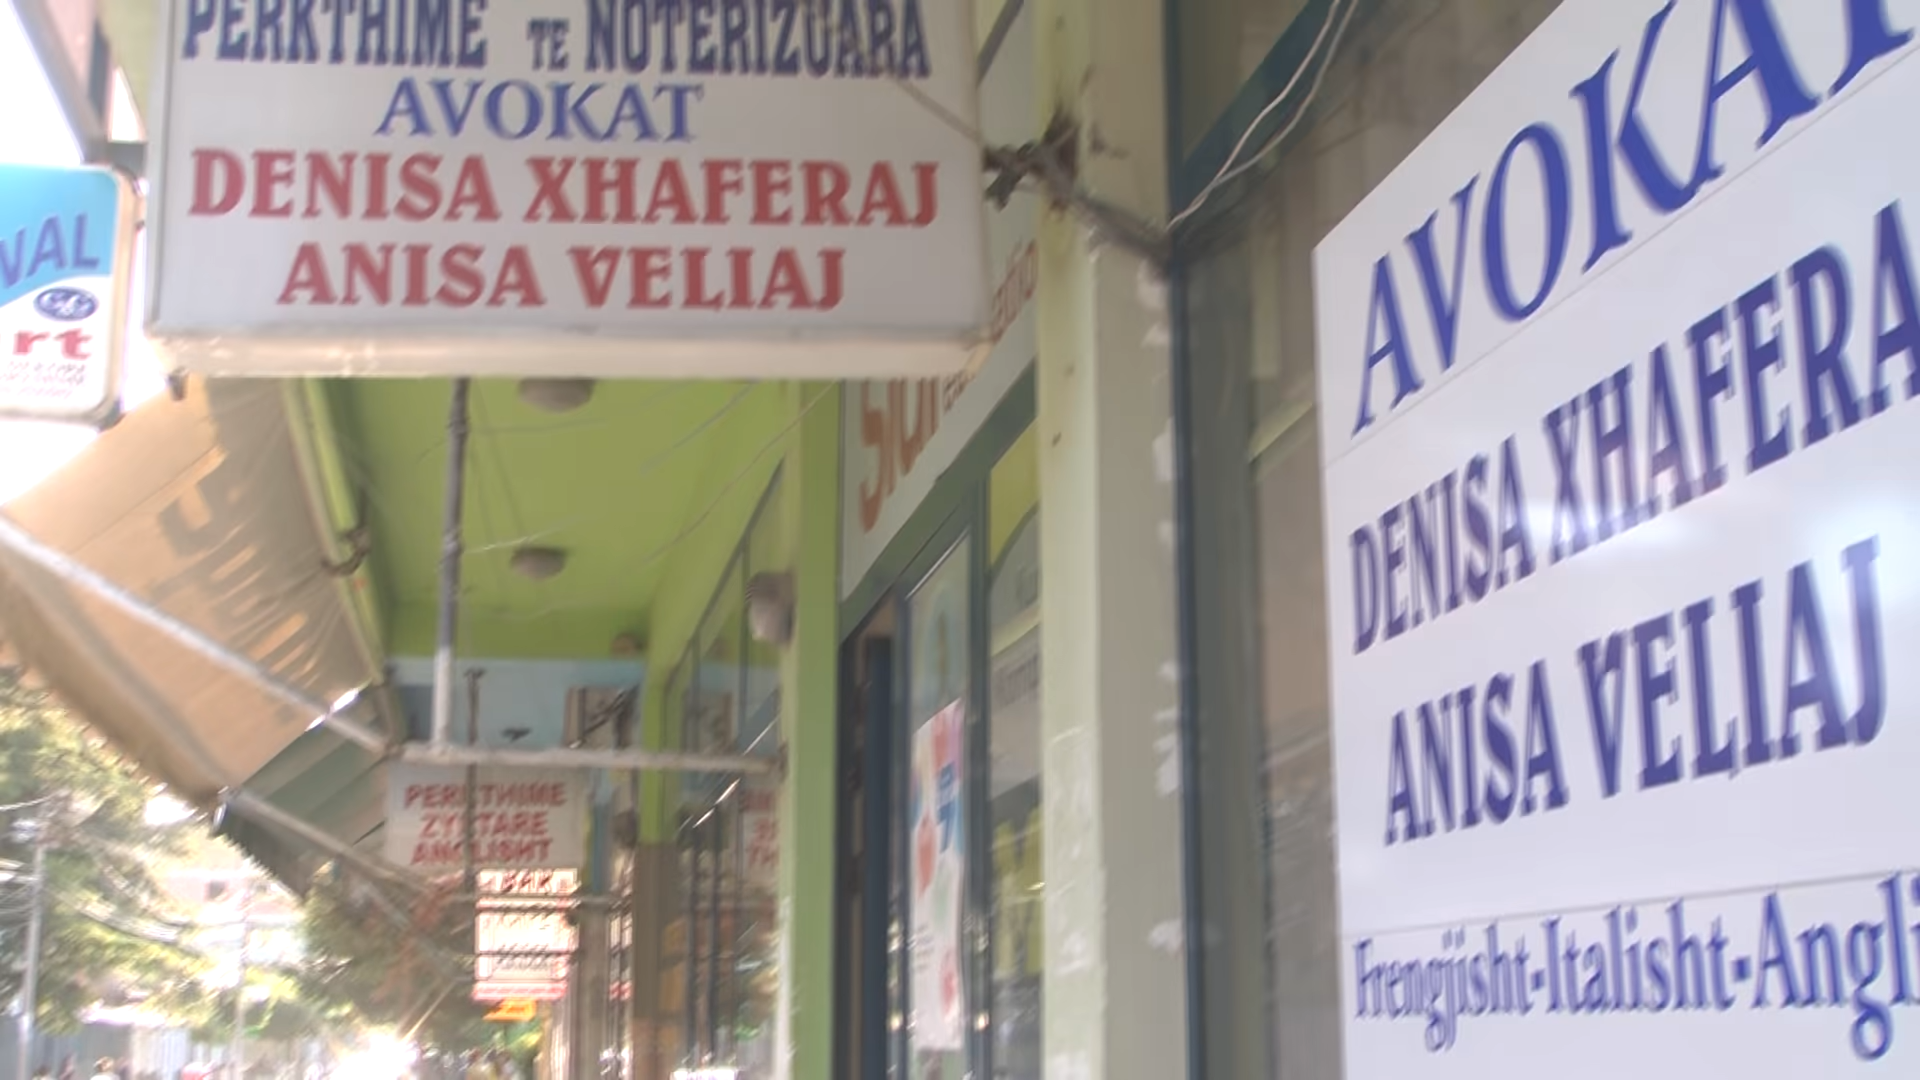 PERKTHIME TE NOTERIZUARA
AVOKAT
DENISA XHAFERAJ
ANISA VELIAJ
VAL
rt
PERKTHIME
ZYRTARE
ANGLISHT
AVOKAT
DENISA XHAFERA
ANISA VELIAJ
Frengjisht-Italisht-Angli